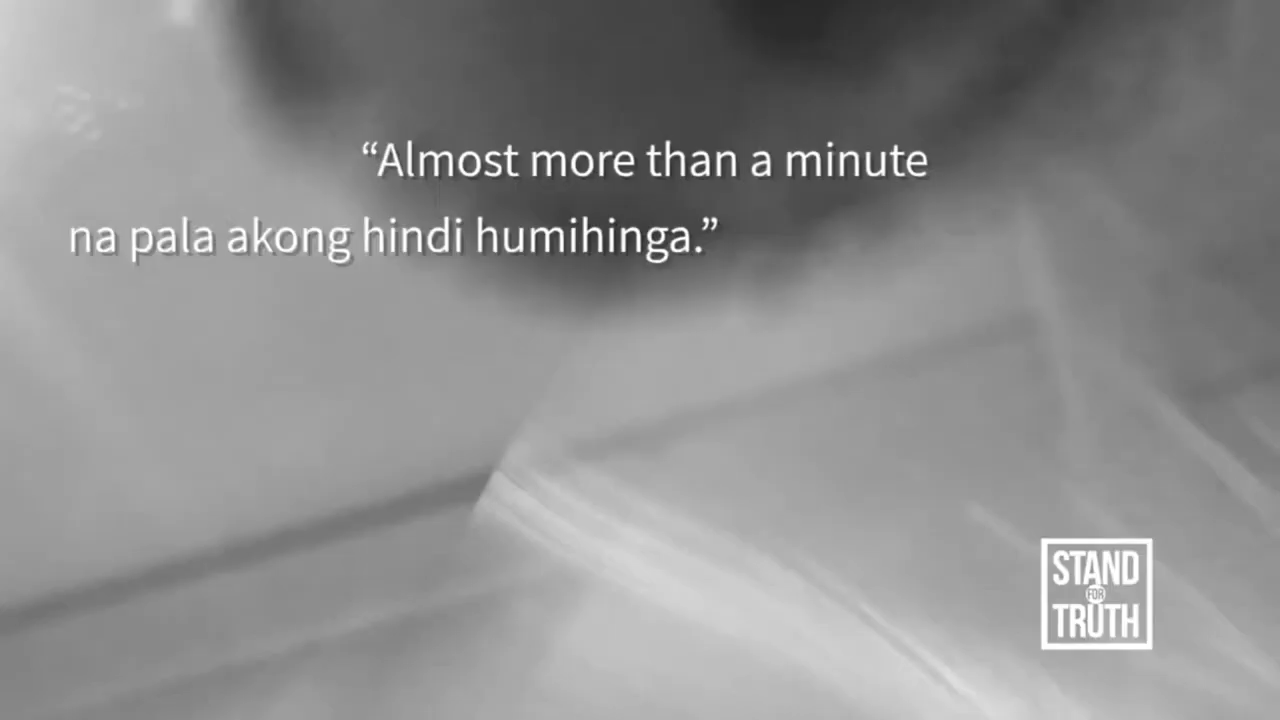 “Almost more than a minute
na pala akong hindi humihinga.”
STAND
FOR
TRUTH